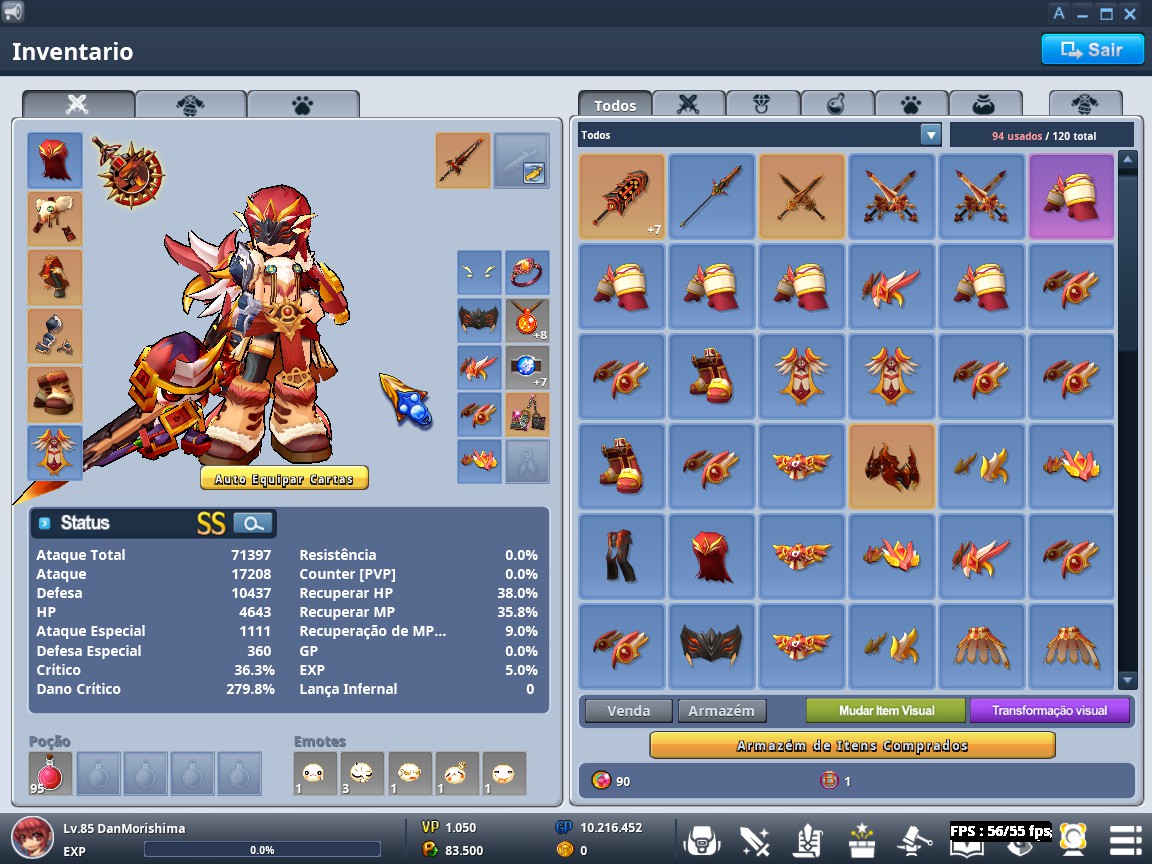 A
Inventario
Sair
Todos
Todos
94 usados / 120 total
+7
+8
+7
Auto Equipar Cartas
Status SS
Ataque Total 71397
Ataque 17208
Defesa 10437
HP 4643
Ataque Especial 1111
Defesa Especial 360
Crítico 36.3%
Dano Crítico 279.8%
Resistência 0.0%
Counter [PVP] 0.0%
Recuperar HP 38.0%
Recuperar MP 35.8%
Recuperação de MP... 9.0%
GP 0.0%
EXP 5.0%
Lança Infernal 0
Poção
95
Emotes
1 3 1 1 1
Venda
Armazém
Mudar Item Visual
Transformação visual
Armazém de Itens Comprados
90
1
Lv.85 DanMorishima
EXP 0.0%
VP 1.050
GP 10.216.452
83.500
0
FPS : 56/55 fps